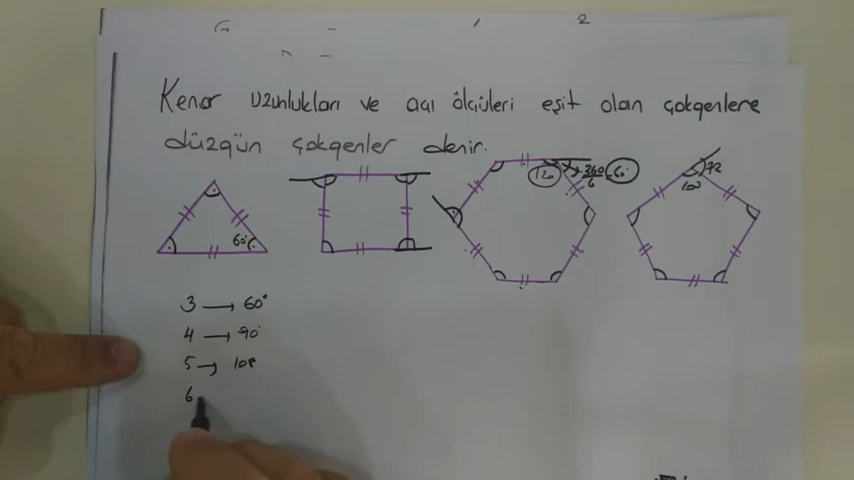 Kenar uzunlukları ve açı ölçüleri eşit olan çokgenlere
düzgün çokgenler denir.
120 360/6 = 60°
72
108
60°
3 → 60°
4 → 90°
5 → 108
6